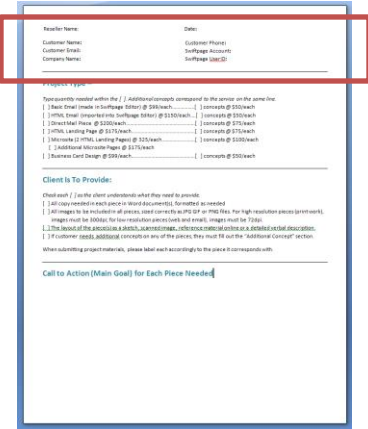 Reseller Name: Date:
Customer Name: Customer Phone:
Customer Email: Swiftpage Account:
Company Name: Swiftpage UserID:
Project Type –
Type quantity needed within the [ ] Additional concepts correspond to the service on the same line.
[ ] Basic Email (made in Swiftpage Editor) @ $99/each..................[ ] concepts @ $50/each
[ ] HTML Email (imported into Swiftpage Editor) @ $150/each...[ ] concepts @ $50/each
[ ] Direct Mail Piece @ $200/each.............................[ ] concepts @ $75/each
[ ] HTML Landing Page @ $175/each.............................[ ] concepts @ $75/each
[ ] Microsite (2 HTML Landing Pages) @ $325/each..............[ ] concepts @ $100/each
[ ] Additional Microsite Pages @ $175/each
[ ] Business Card Design @ $99/each...........................[ ] concepts @ $50/each
Client Is To Provide:
Check each [ ] so the client understands what they need to provide.
[ ] All copy needed in each piece in Word document(s), formatted as needed
[ ] All images to be included in all pieces, sized correctly as JPG GIF or PNG files. For high resolution pieces (print work),
images must be 300dpi, for low resolution pieces (web and email), images must be 72dpi.
[ ] The layout of the piece(s) as a sketch, scanned image, reference material online or a detailed verbal description.
[ ] If customer needs additional concepts on any of the pieces, they must fill out the "Additional Concept" section.
When submitting project materials, please label each accordingly to the piece it corresponds with.
Call to Action (Main Goal) for Each Piece Needed